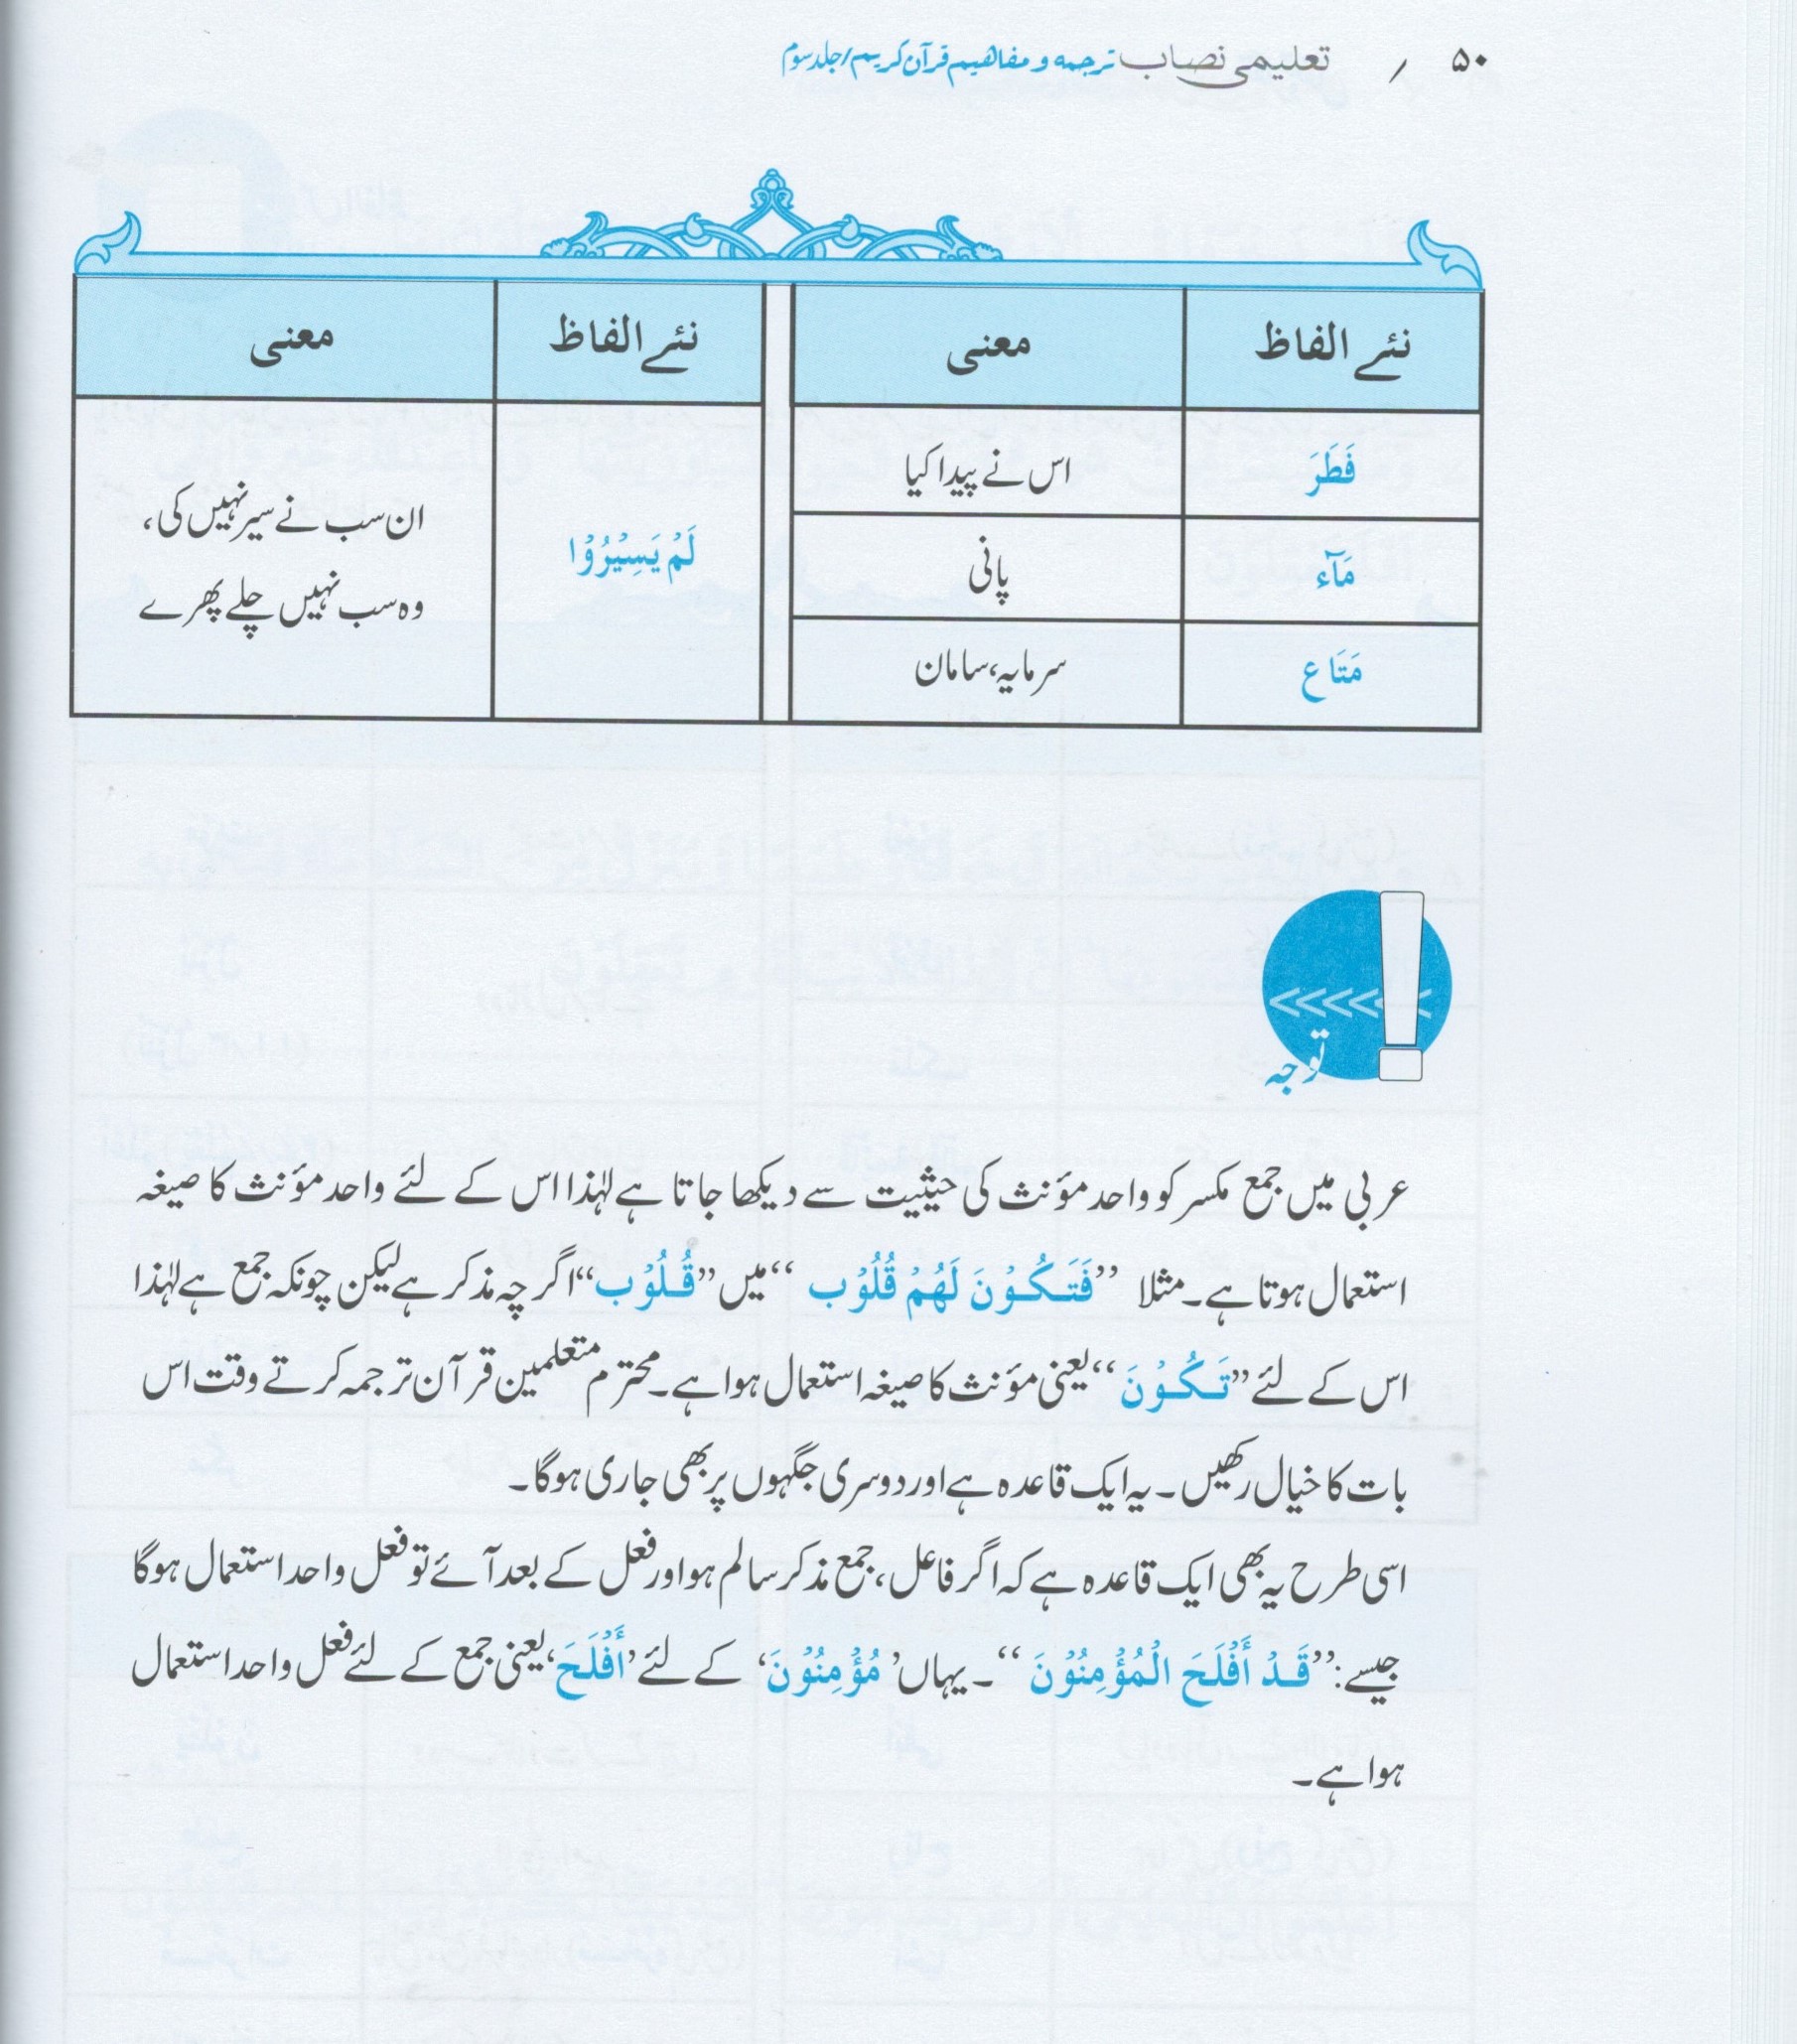 ۵۰ / تعلیمی نصاب ترجمہ و مفاہیم قرآن کریم/جلد سوم
نئے الفاظ معنی نئے الفاظ معنی
فَطَرَ اس نے پیدا کیا
مَآء پانی
مَتَاع سرمایہ، سامان
لَمْ یَسِیْرُوْا ان سب نے سیر نہیں کی،
وہ سب نہیں چلے پھرے
توجہ
عربی میں جمع مکسر کو واحد مؤنث کی حیثیت سے دیکھا جاتا ہے لہٰذا اس کے لئے واحد مؤنث کا صیغہ
استعمال ہوتا ہے۔ مثلا ’’فَتَکُوْنَ لَھُمْ قُلُوْب‘‘ میں ’’قُلُوْب‘‘ اگرچہ مذکر ہے لیکن چونکہ جمع ہے لہٰذا
اس کے لئے ’’تَکُوْنَ‘‘ یعنی مؤنث کا صیغہ استعمال ہوا ہے۔ محترم متعلمین قرآن ترجمہ کرتے وقت اس
بات کا خیال رکھیں۔ یہ ایک قاعدہ ہے اور دوسری جگہوں پر بھی جاری ہوگا۔
اسی طرح یہ بھی ایک قاعدہ ہے کہ اگر فاعل، جمع مذکر سالم ہو اور فعل کے بعد آئے تو فعل واحد استعمال ہوگا
جیسے: ’’قَدْ أَفْلَحَ الْمُؤْمِنُوْنَ‘‘۔ یہاں ’مُؤْمِنُوْنَ‘ کے لئے ’أَفْلَحَ‘ یعنی جمع کے لئے فعل واحد استعمال
ہوا ہے۔